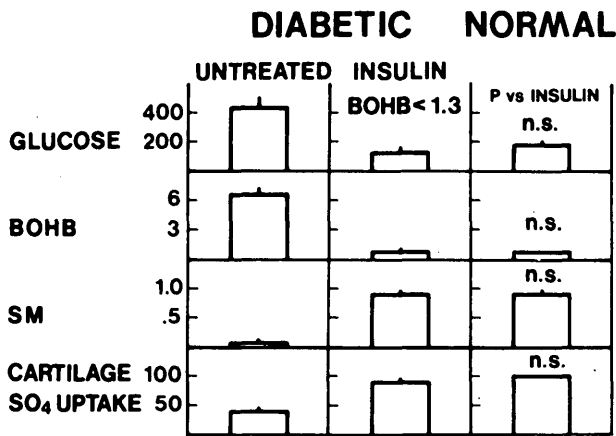 DIABETIC NORMAL
UNTREATED INSULIN
BOHB < 1.3
P vs INSULIN
GLUCOSE
400
200
n.s.
BOHB
6
3
n.s.
SM
1.0
.5
n.s.
CARTILAGE
SO₄ UPTAKE
100
50
n.s.